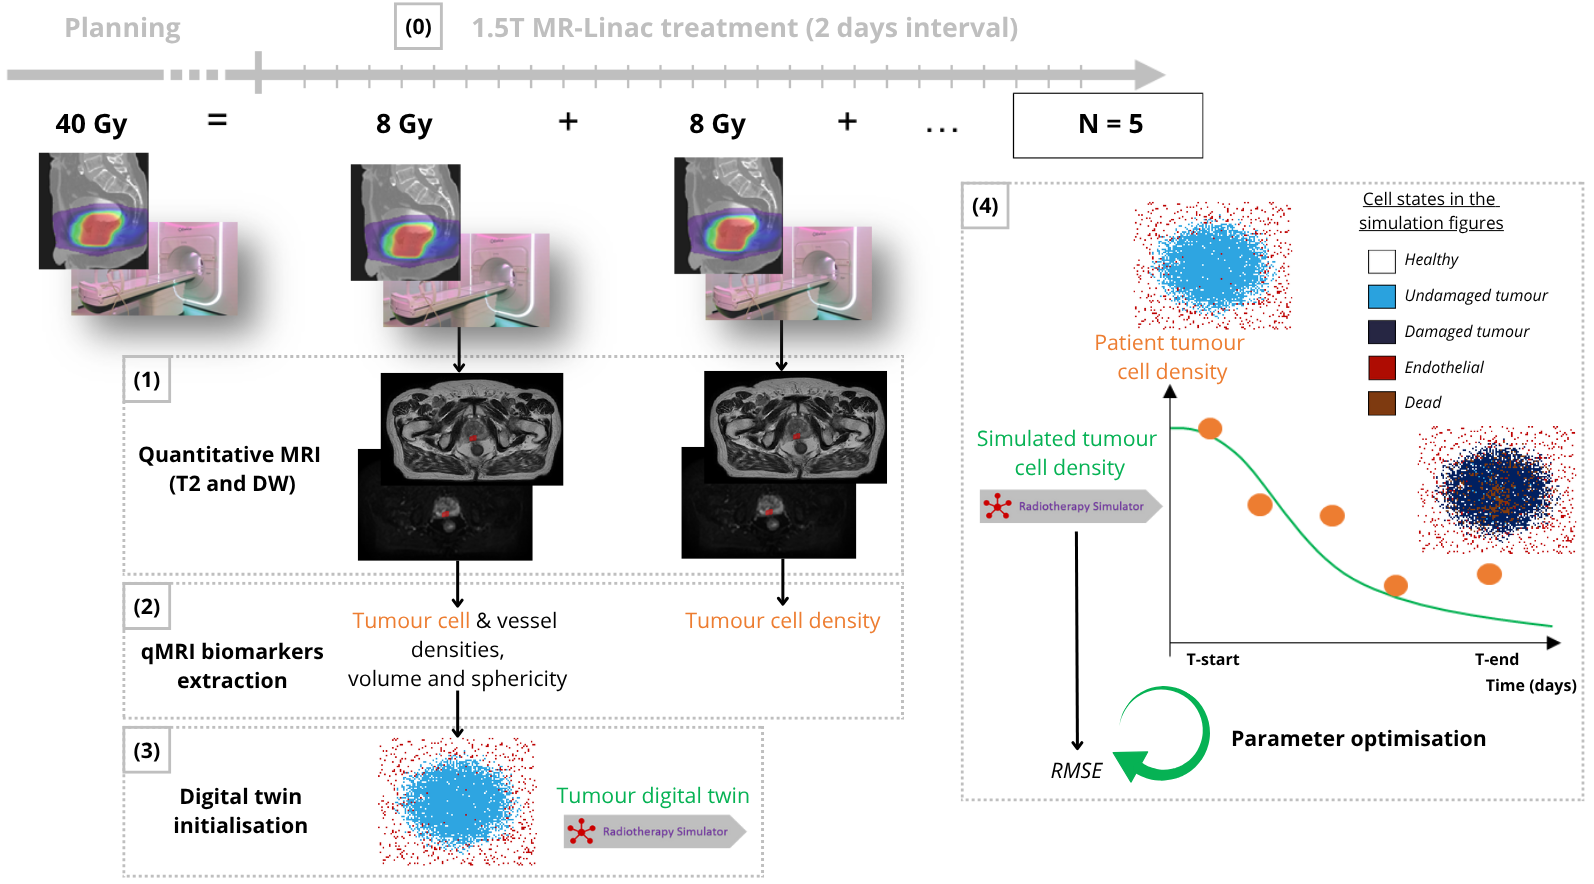 Planning
(0)
1.5T MR-Linac treatment (2 days interval)
40 Gy
=
8 Gy
+
8 Gy
+
...
N = 5
(1)
Quantitative MRI
(T2 and DW)
(2)
qMRI biomarkers
extraction
Tumour cell & vessel
densities,
volume and sphericity
Tumour cell density
(3)
Digital twin
initialisation
Tumour digital twin
Radiotherapy Simulator
(4)
Cell states in the
simulation figures
Healthy
Undamaged tumour
Damaged tumour
Endothelial
Dead
Patient tumour
cell density
Simulated tumour
cell density
Radiotherapy Simulator
T-start
T-end
Time (days)
RMSE
Parameter optimisation